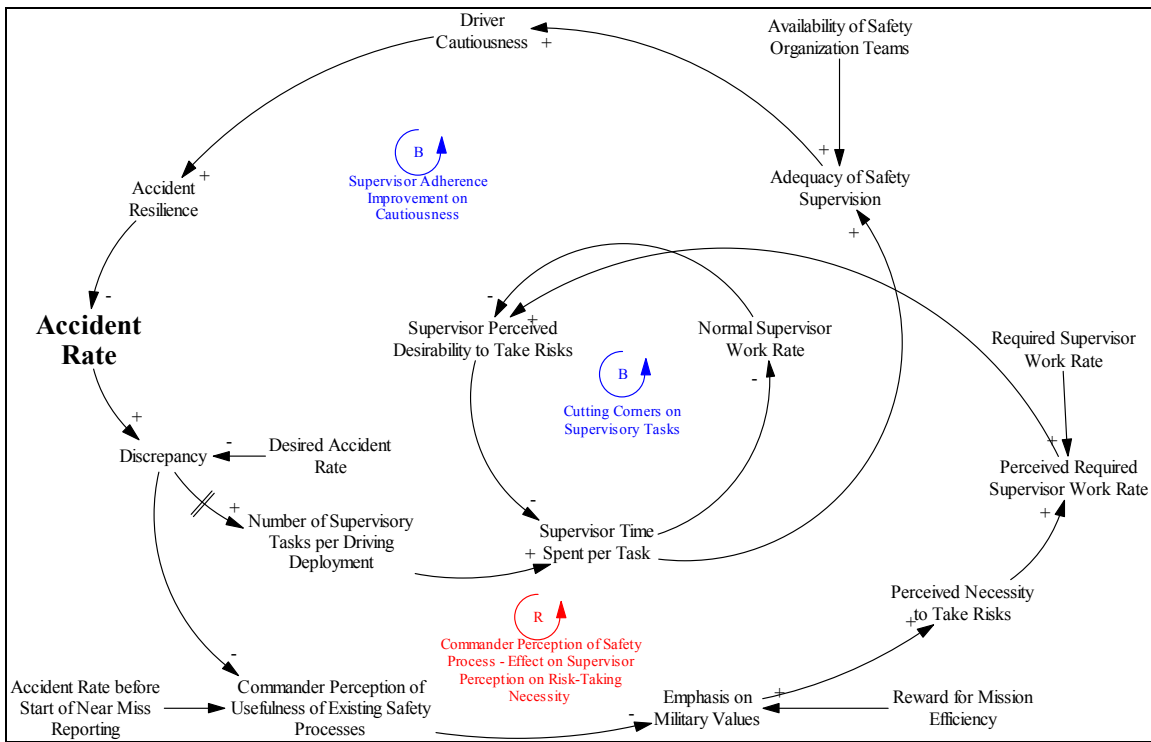 Driver
Cautiousness
+
Availability of Safety
Organization Teams
B
Supervisor Adherence
Improvement on
Cautiousness
+
Accident
Resilience
+
Adequacy of Safety
Supervision
+
-
Accident
Rate
-
+
Supervisor Perceived
Desirability to Take Risks
Normal Supervisor
Work Rate
-
Required Supervisor
Work Rate
B
Cutting Corners on
Supervisory Tasks
+
Discrepancy
-
Desired Accident
Rate
+
Perceived Required
Supervisor Work Rate
+
+
Number of Supervisory
Tasks per Driving
Deployment
-
Supervisor Time
Spent per Task
+
R
Commander Perception of Safety
Process - Effect on Supervisor
Perception on Risk-Taking
Necessity
Perceived Necessity
to Take Risks
+
-
Accident Rate before
Start of Near Miss
Reporting
Commander Perception of
Usefulness of Existing Safety
Processes
-
Emphasis on
Military Values
+
Reward for Mission
Efficiency